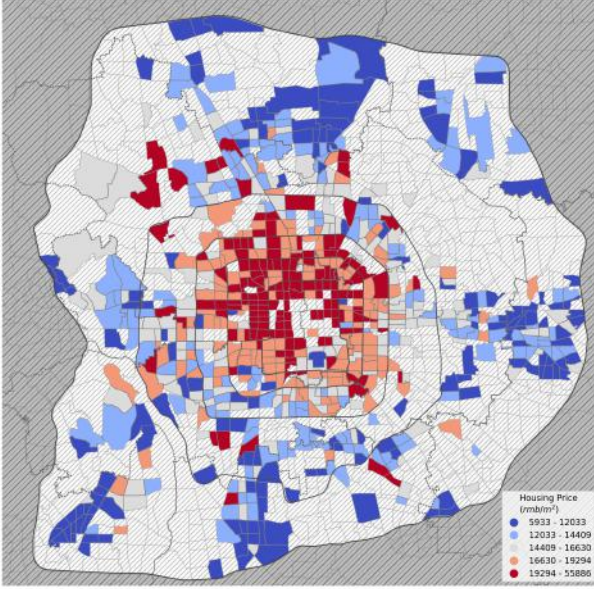 Housing Price
(rmb/m²)
5933 - 12033
12033 - 14409
14409 - 16630
16630 - 19294
19294 - 55886